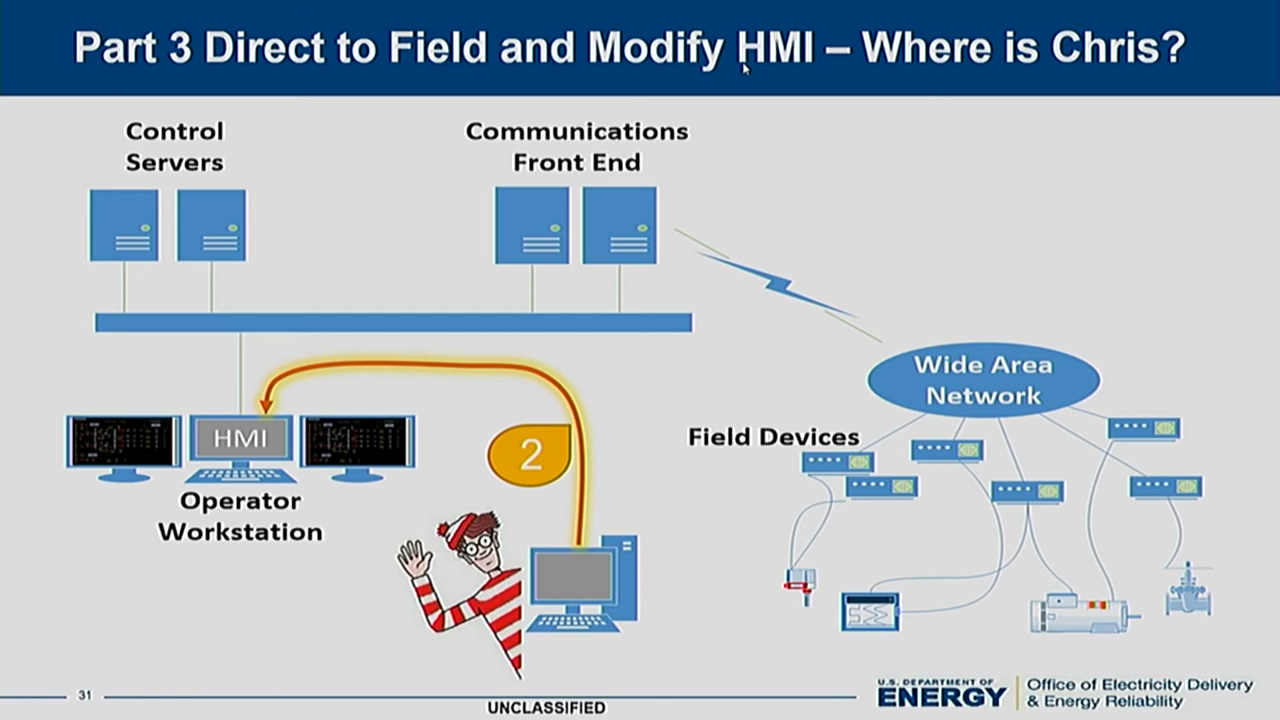 Part 3 Direct to Field and Modify HMI – Where is Chris?
Control
Servers
Communications
Front End
Wide Area
Network
HMI
Field Devices
2
Operator
Workstation
31
UNCLASSIFIED
U.S. DEPARTMENT OF
ENERGY
Office of Electricity Delivery
& Energy Reliability